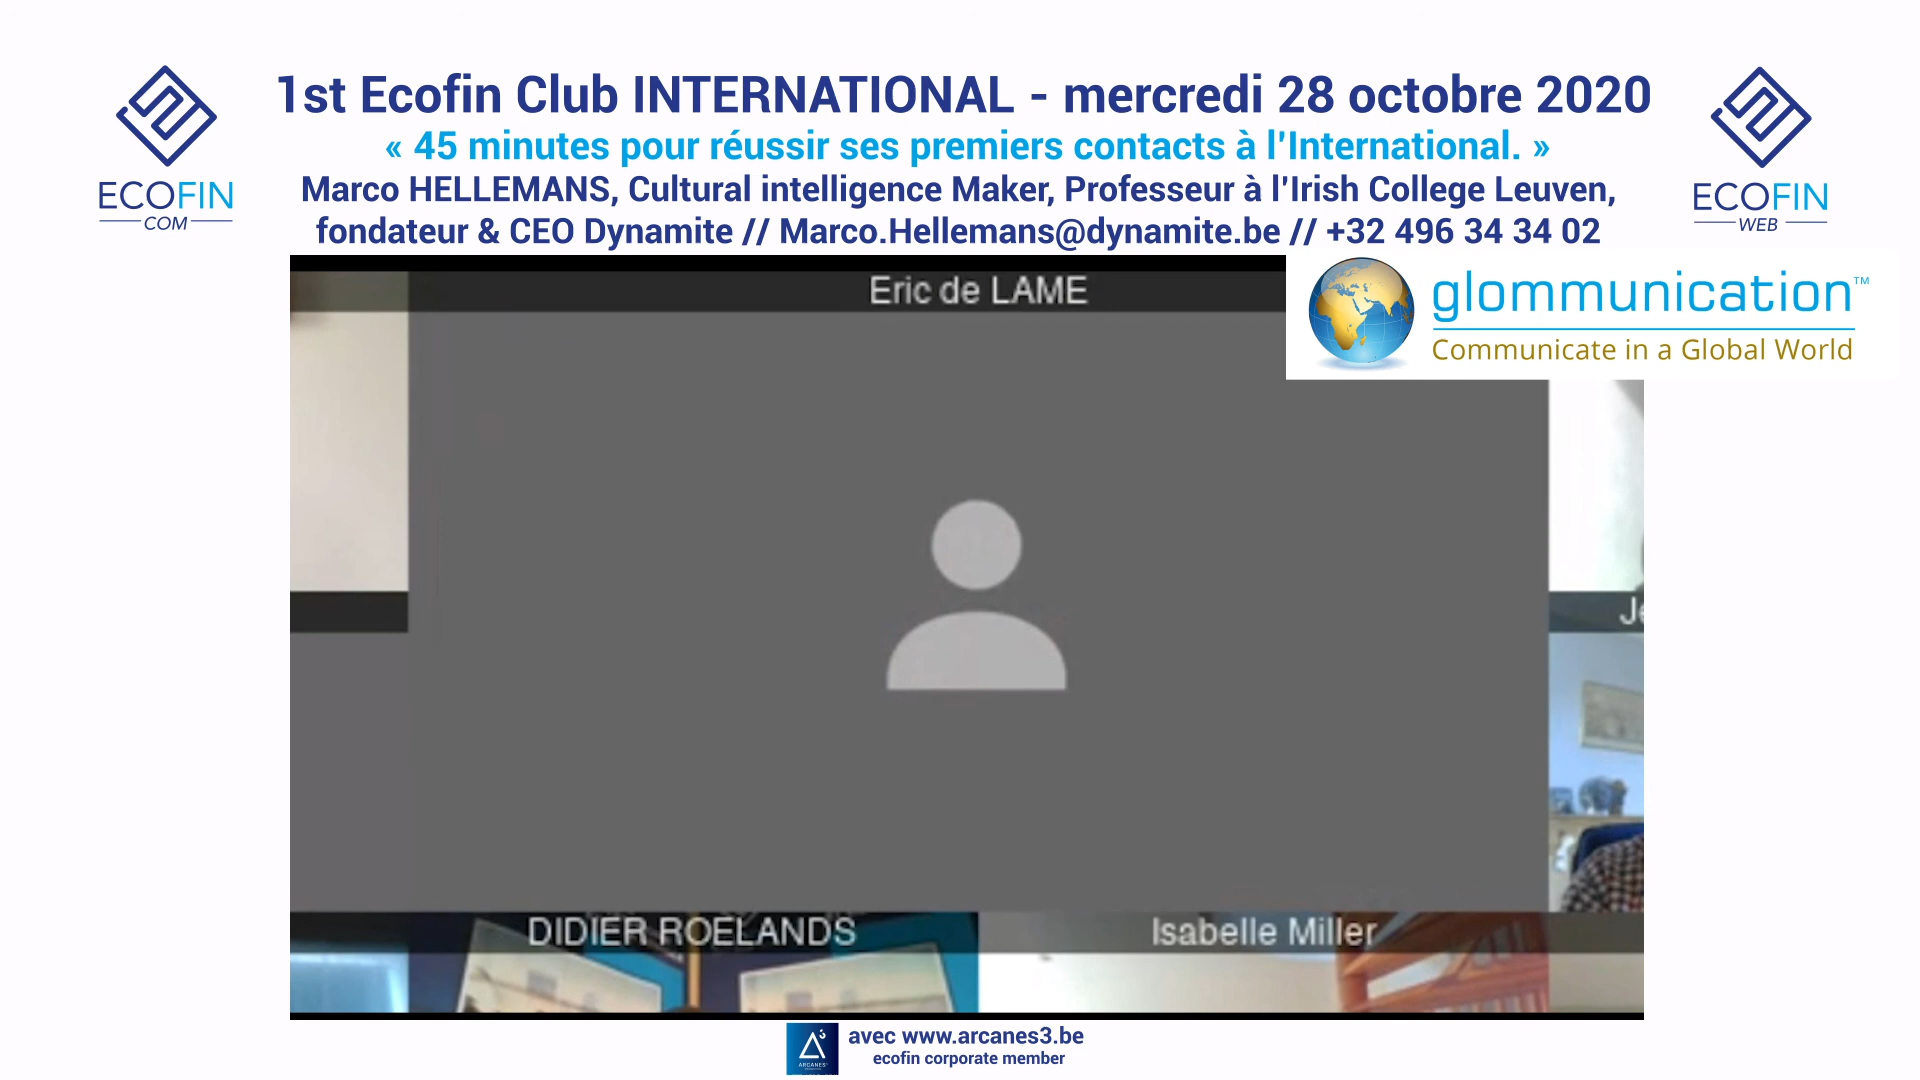 1st Ecofin Club INTERNATIONAL - mercredi 28 octobre 2020
« 45 minutes pour réussir ses premiers contacts à l'International. »
Marco HELLEMANS, Cultural intelligence Maker, Professeur à l'Irish College Leuven,
fondateur & CEO Dynamite // Marco.Hellemans@dynamite.be // +32 496 34 34 02
ECOFIN
COM
ECOFIN
WEB
glommunication™
Communicate in a Global World
Eric de LAME
DIDIER ROELANDS
Isabelle Miller
ARCANES
avec www.arcanes3.be
ecofin corporate member